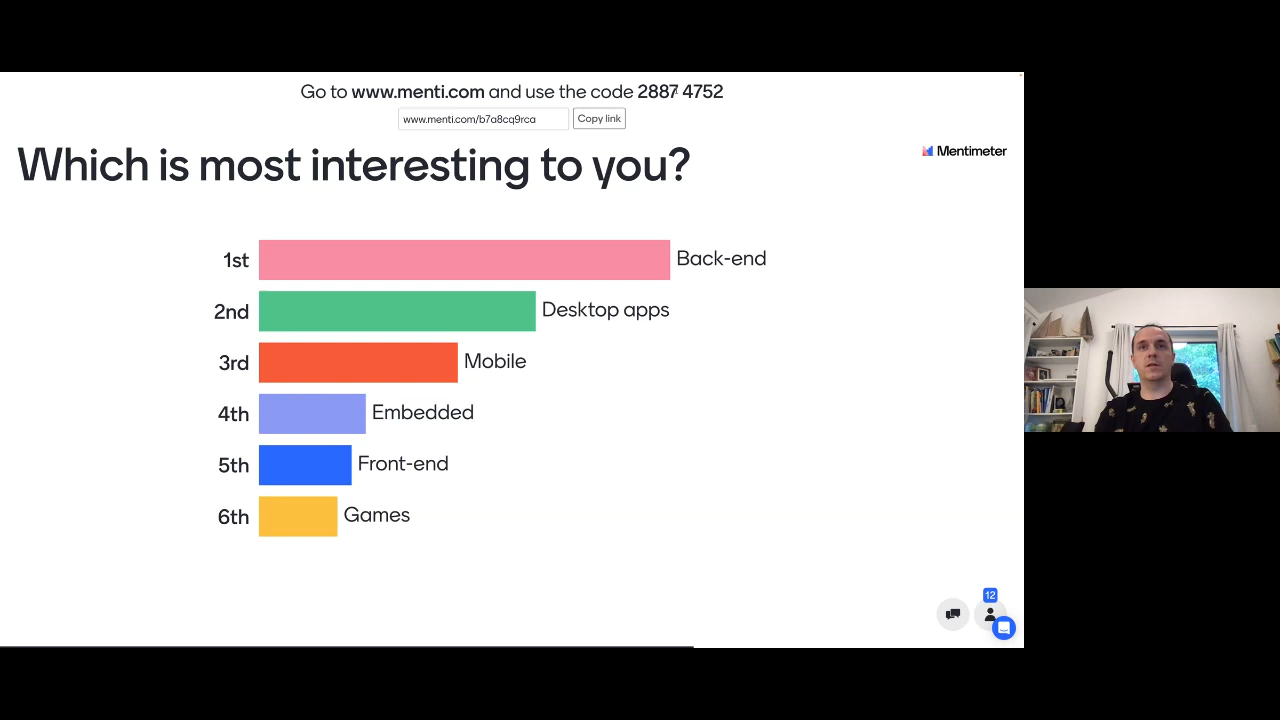 Go to www.menti.com and use the code 2887 4752
www.menti.com/b7a8cq9rca Copy link
Which is most interesting to you?
Mentimeter
1st Back-end
2nd Desktop apps
3rd Mobile
4th Embedded
5th Front-end
6th Games
12